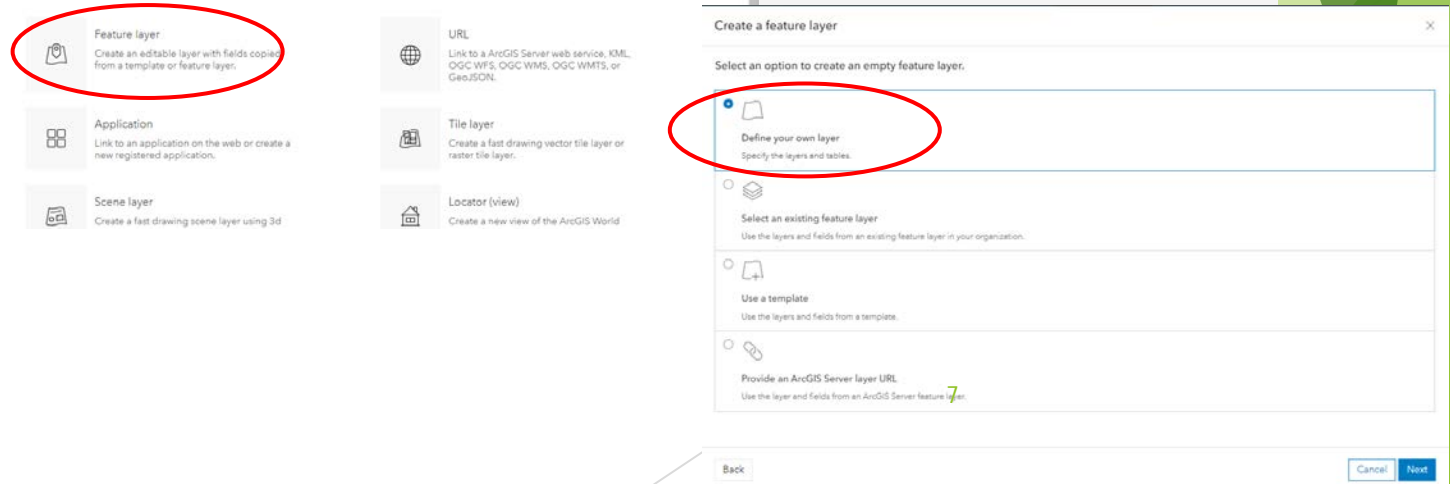 Feature layer
Create an editable layer with fields copied
from a template or feature layer.
URL
Link to a ArcGIS Server web service, KML,
OGC WFS, OGC WMS, OGC WMTS, or
GeoJSON.
Application
Link to an application on the web or create a
new registered application.
Tile layer
Create a fast drawing vector tile layer or
raster tile layer.
Scene layer
Create a fast drawing scene layer using 3d
Locator (view)
Create a new view of the ArcGIS World
Create a feature layer
Select an option to create an empty feature layer.
Define your own layer
Specify the layers and tables.
Select an existing feature layer
Use the layers and fields from an existing feature layer in your organization.
Use a template
Use the layers and fields from a template.
Provide an ArcGIS Server layer URL
Use the layer and fields from an ArcGIS Server feature layer.
7
Back
Cancel
Next